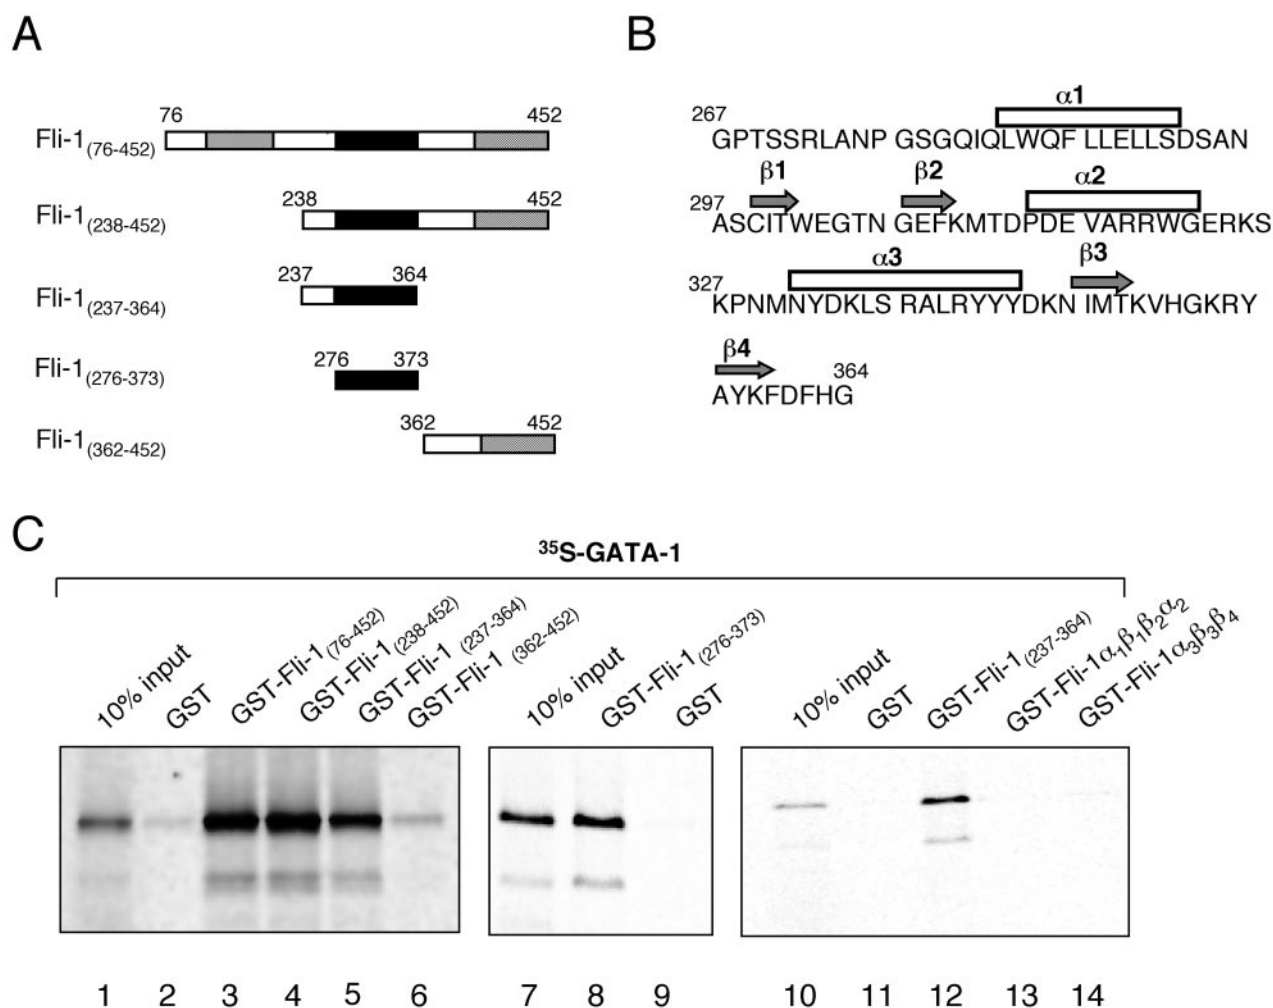 A
76 452
Fli-1(76-452)
238 452
Fli-1(238-452)
237 364
Fli-1(237-364)
276 373
Fli-1(276-373)
362 452
Fli-1(362-452)
B
α1
267
GPTSSRLANP GSGQIQLWQF LLELLSDSAN
β1 β2 α2
297
ASCITWEGTN GEFKMTDPDE VARRWGERKS
α3 β3
327
KPNMNYDKLS RALRYYYDKN IMTKVHGKRY
β4
364
AYKFDFHG
C
35S-GATA-1
10% input
GST
GST-Fli-1(76-452)
GST-Fli-1(238-452)
GST-Fli-1(237-364)
GST-Fli-1(362-452)
10% input
GST-Fli-1(276-373)
GST
10% input
GST
GST-Fli-1(237-364)
GST-Fli-1α1β1β2α2
GST-Fli-1α3β3β4
1 2 3 4 5 6 7 8 9 10 11 12 13 14